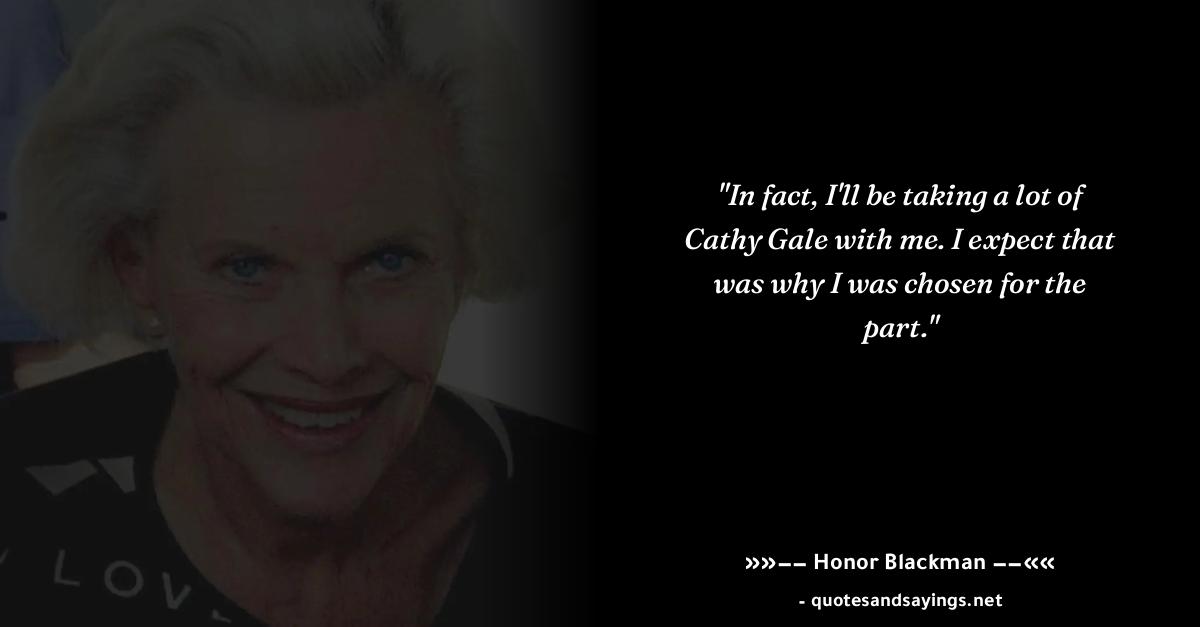 "In fact, I'll be taking a lot of
Cathy Gale with me. I expect that
was why I was chosen for the
part."
LOV
»»−− Honor Blackman −−««
- quotesandsayings.net